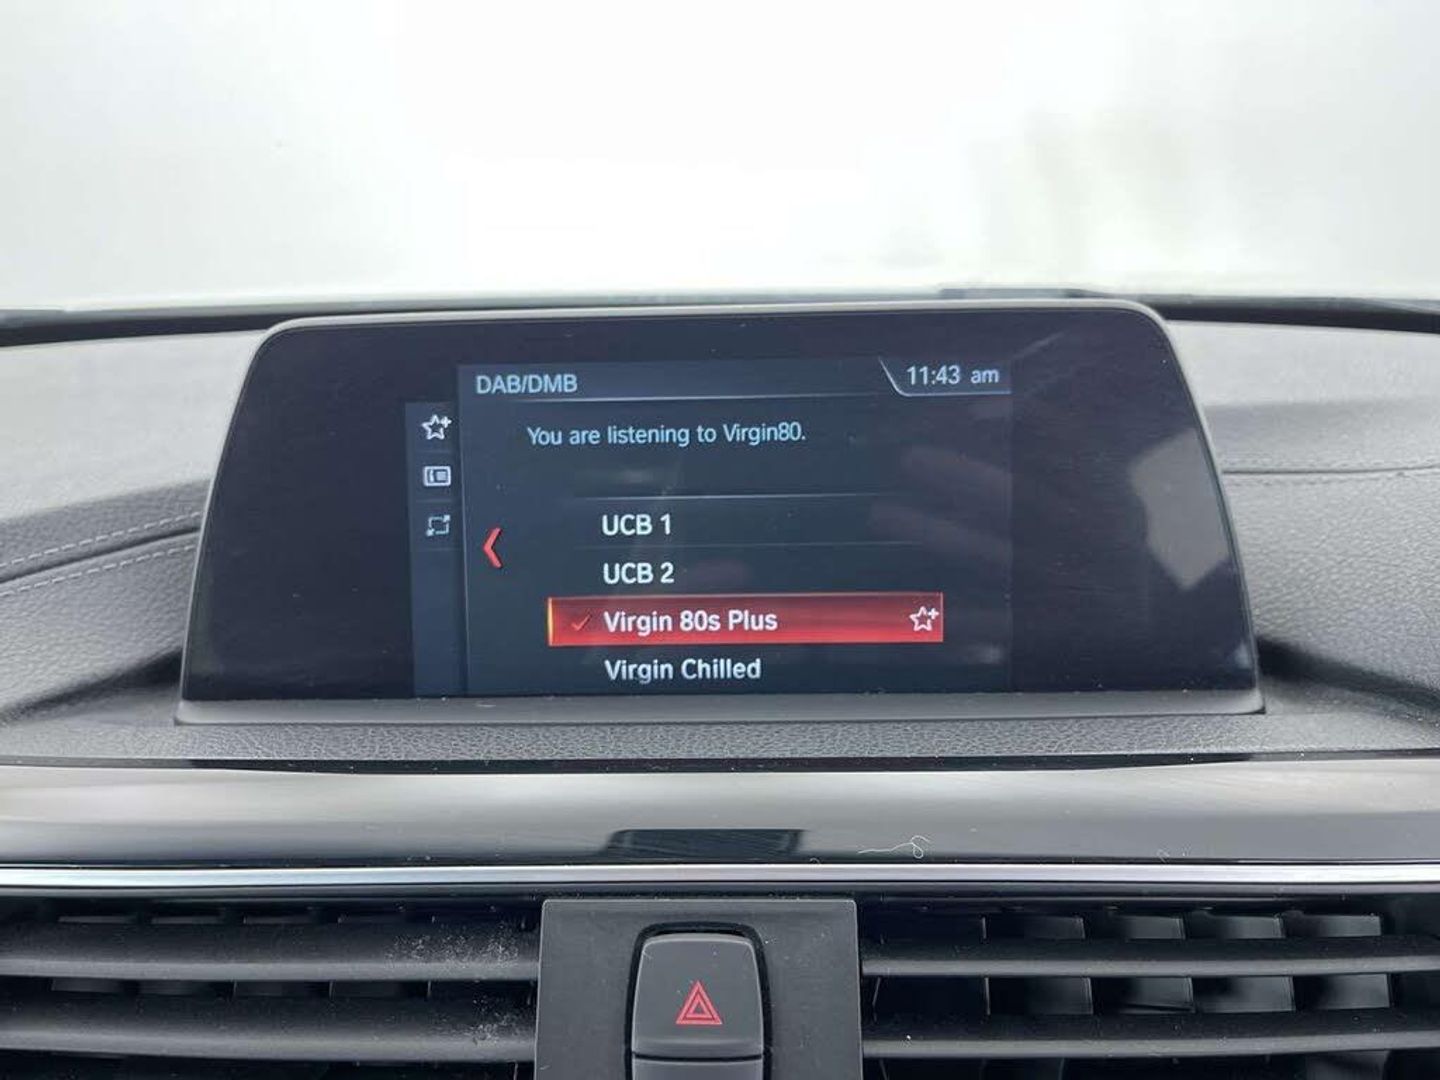 DAB/DMB
11:43 am
You are listening to Virgin80.
UCB 1
UCB 2
Virgin 80s Plus
Virgin Chilled